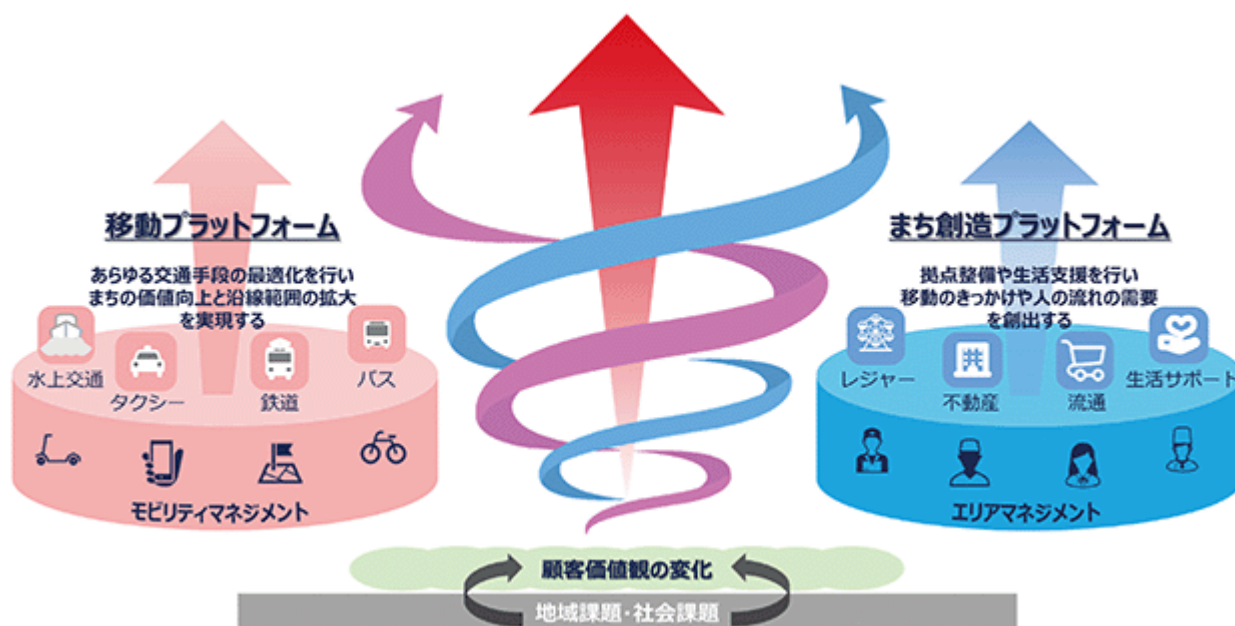 移動プラットフォーム
あらゆる交通手段の最適化を行い
まちの価値向上と沿線範囲の拡大
を実現する
水上交通
タクシー
鉄道
バス
モビリティマネジメント
まち創造プラットフォーム
拠点整備や生活支援を行い
移動のきっかけや人の流れの需要
を創出する
レジャー
不動産
流通
生活サポート
エリアマネジメント
顧客価値観の変化
地域課題・社会課題